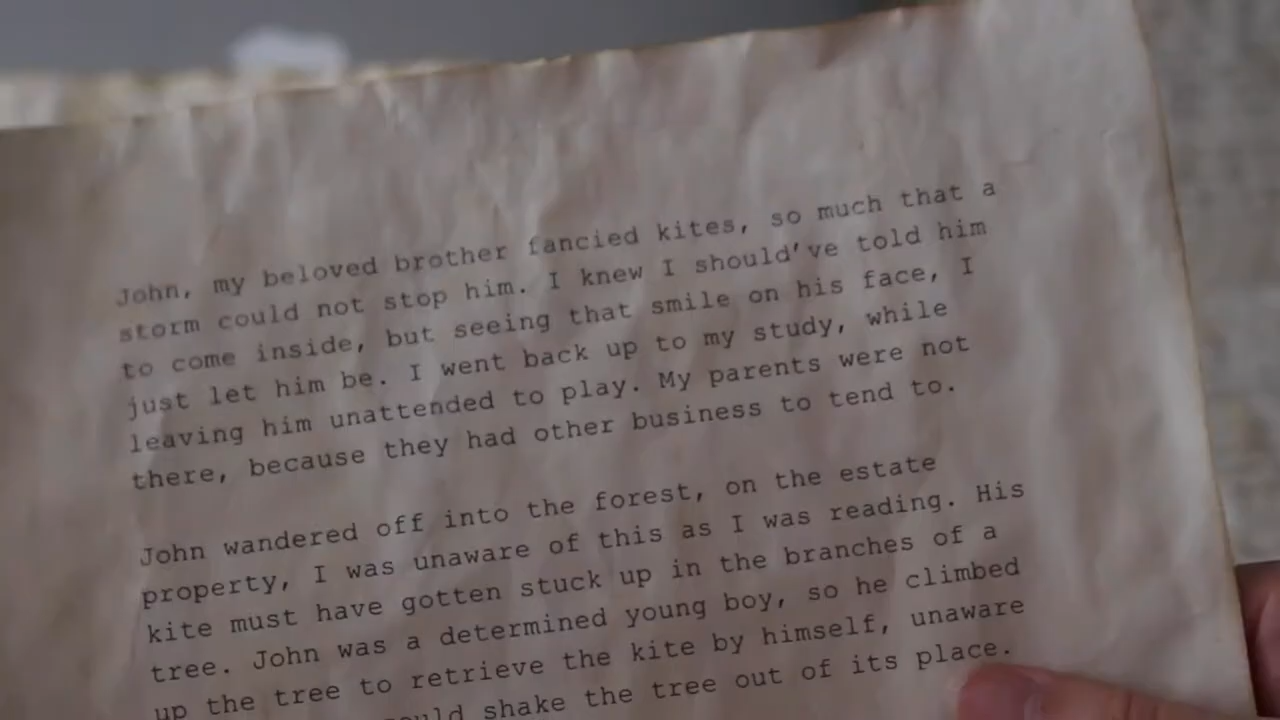 John, my beloved brother fancied kites, so much that a
storm could not stop him. I knew I should've told him
to come inside, but seeing that smile on his face, I
just let him be. I went back up to my study, while
leaving him unattended to play. My parents were not
there, because they had other business to tend to.
John wandered off into the forest, on the estate
property, I was unaware of this as I was reading. His
kite must have gotten stuck up in the branches of a
tree. John was a determined young boy, so he climbed
up the tree to retrieve the kite by himself, unaware
shake the tree out of its place.